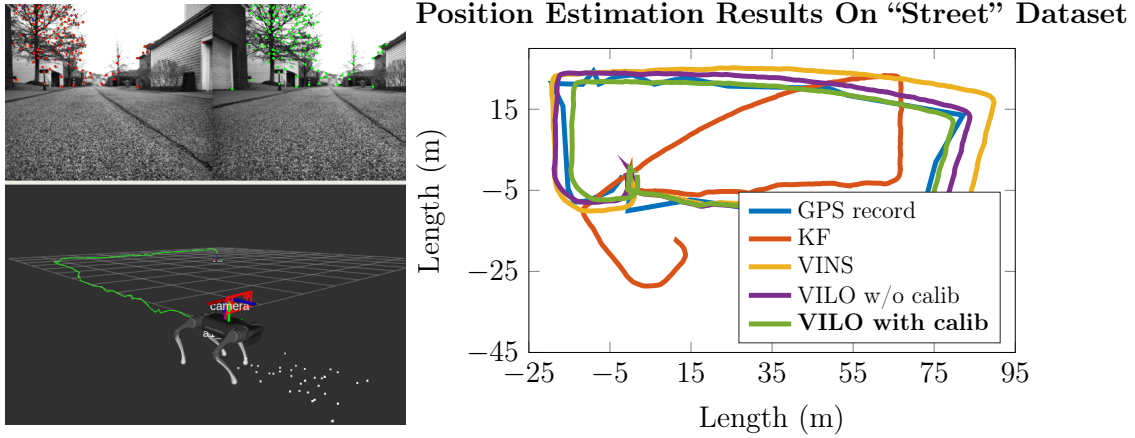 Position Estimation Results On “Street” Dataset
camera
Length (m)
15
−5
−25
−45
GPS record
KF
VINS
VILO w/o calib
VILO with calib
−25 −5 15 35 55 75 95
Length (m)